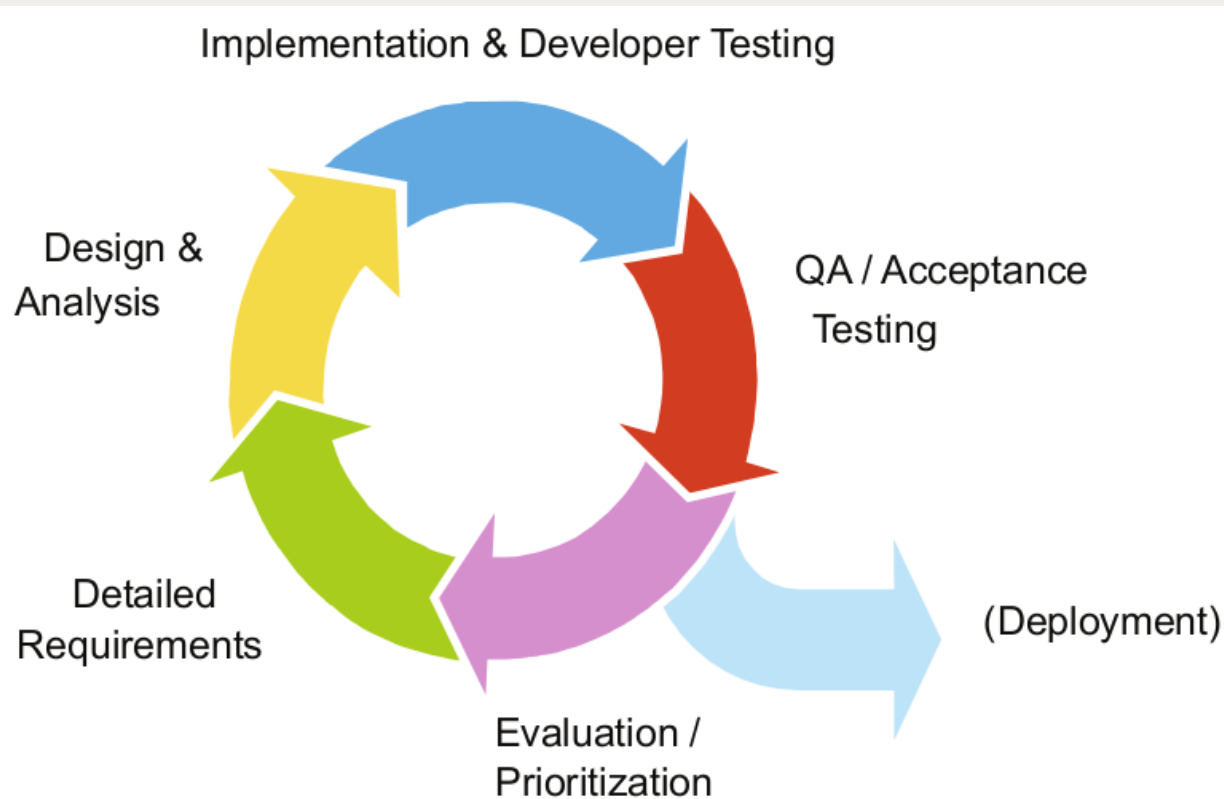 Implementation & Developer Testing
Design &
Analysis
QA / Acceptance
Testing
Detailed
Requirements
(Deployment)
Evaluation /
Prioritization